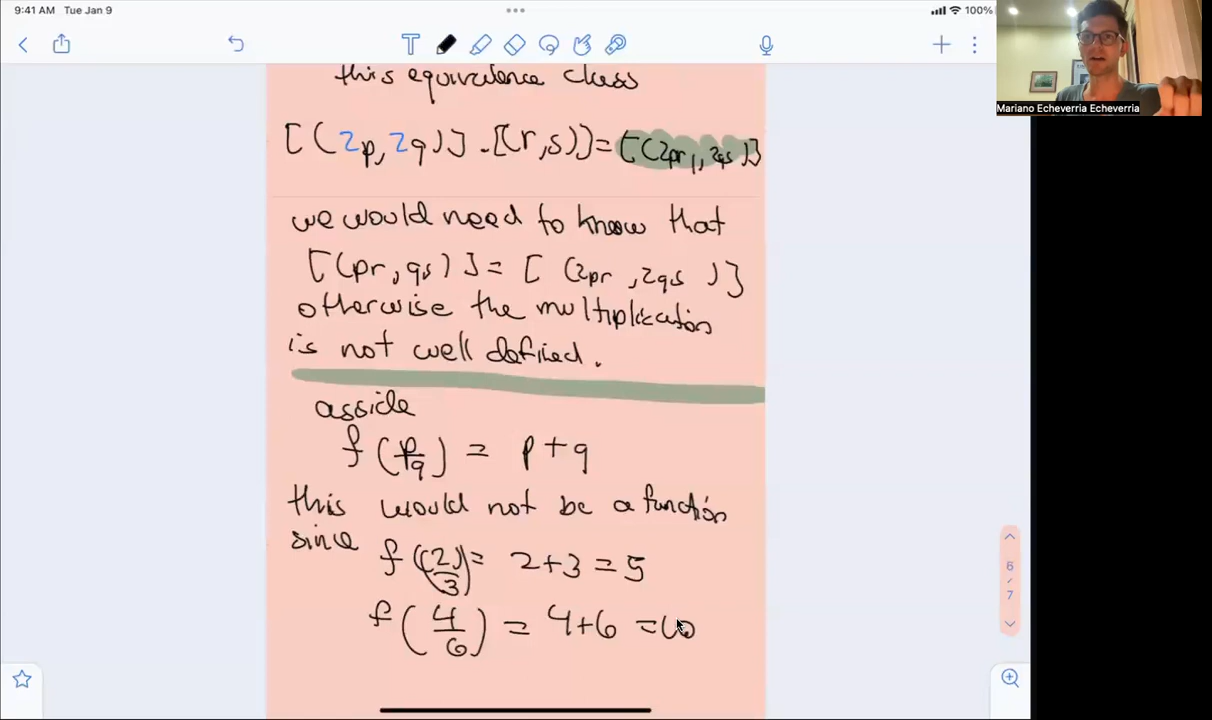 9:41 AM Tue Jan 9
100%
Mariano Echeverria Echeverria
this equivalence class
[(2p,2q)].[(r,s)]=[(2pr,2qs)]
we would need to know that
[(pr,qs)]=[(2pr,2qs)]
otherwise the multiplication
is not well defined.
asside
f(p/q) = p+q
this would not be a function
since f(2/3)= 2+3=5
f(4/6) = 4+6 =10
6
/
7